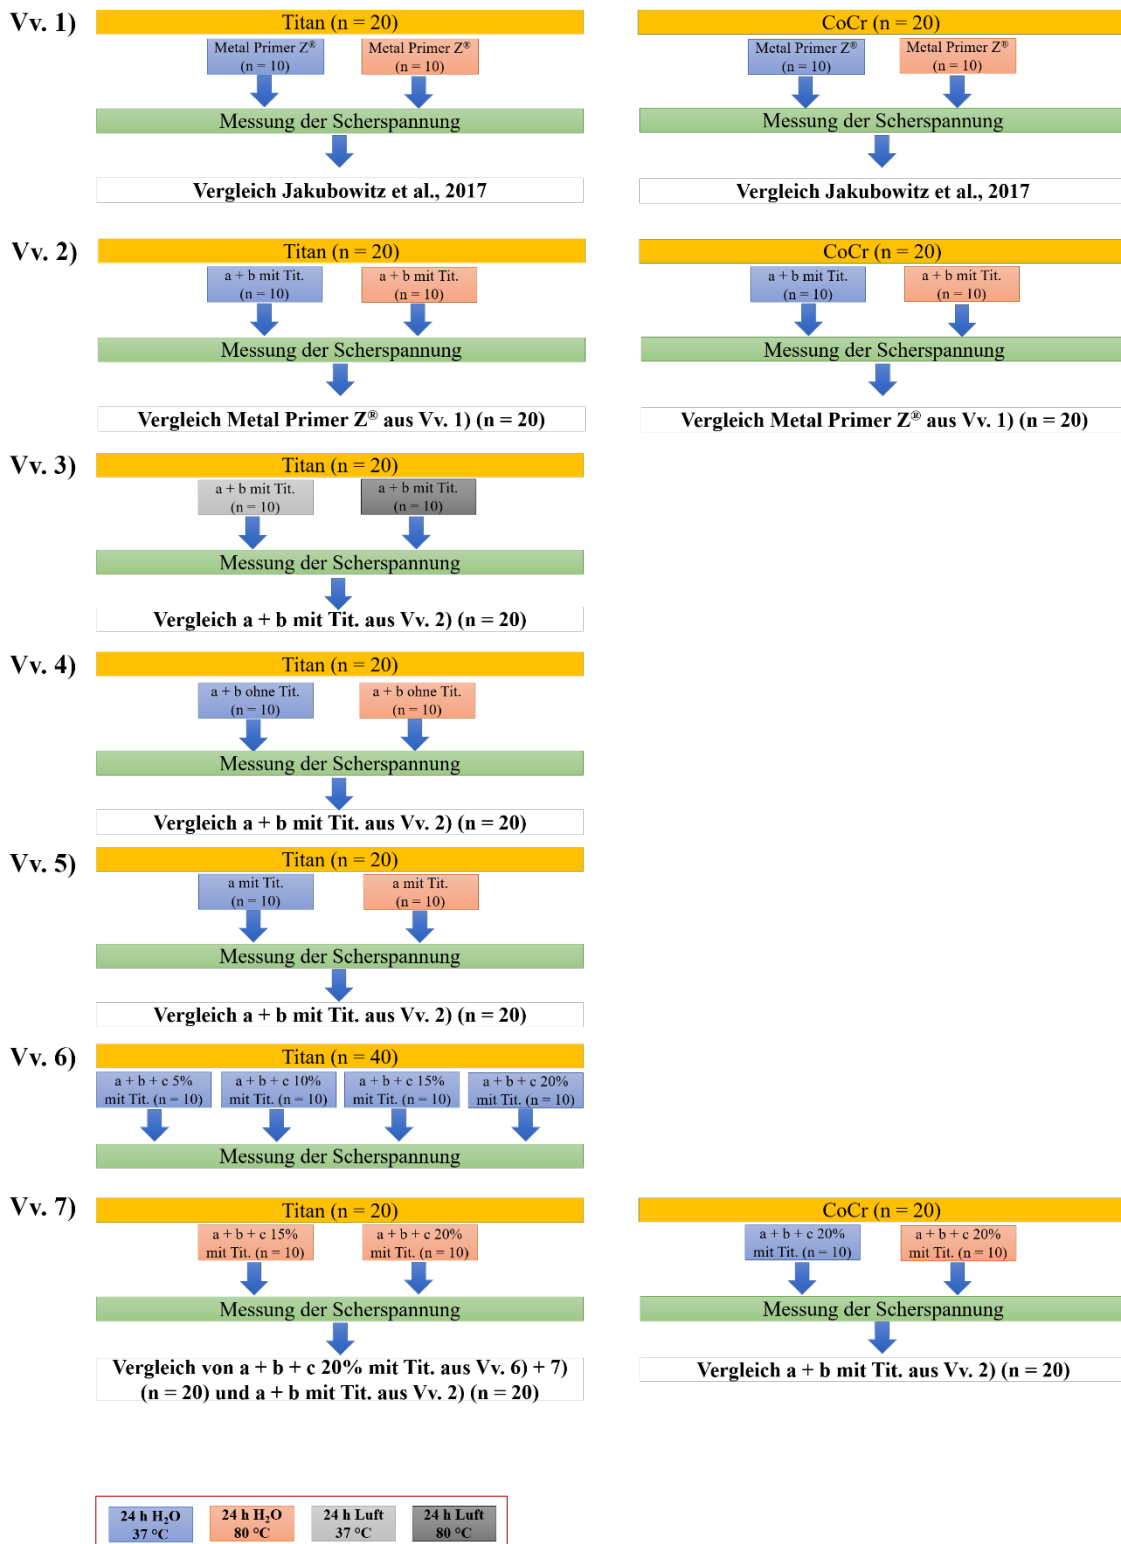 Vv. 1)
Titan (n = 20)
Metal Primer Z®
(n = 10)
Metal Primer Z®
(n = 10)
Messung der Scherspannung
Vergleich Jakubowitz et al., 2017
CoCr (n = 20)
Metal Primer Z®
(n = 10)
Metal Primer Z®
(n = 10)
Messung der Scherspannung
Vergleich Jakubowitz et al., 2017
Vv. 2)
Titan (n = 20)
a + b mit Tit.
(n = 10)
a + b mit Tit.
(n = 10)
Messung der Scherspannung
Vergleich Metal Primer Z® aus Vv. 1) (n = 20)
CoCr (n = 20)
a + b mit Tit.
(n = 10)
a + b mit Tit.
(n = 10)
Messung der Scherspannung
Vergleich Metal Primer Z® aus Vv. 1) (n = 20)
Vv. 3)
Titan (n = 20)
a + b mit Tit.
(n = 10)
a + b mit Tit.
(n = 10)
Messung der Scherspannung
Vergleich a + b mit Tit. aus Vv. 2) (n = 20)
Vv. 4)
Titan (n = 20)
a + b ohne Tit.
(n = 10)
a + b ohne Tit.
(n = 10)
Messung der Scherspannung
Vergleich a + b mit Tit. aus Vv. 2) (n = 20)
Vv. 5)
Titan (n = 20)
a mit Tit.
(n = 10)
a mit Tit.
(n = 10)
Messung der Scherspannung
Vergleich a + b mit Tit. aus Vv. 2) (n = 20)
Vv. 6)
Titan (n = 40)
a + b + c 5%
mit Tit. (n = 10)
a + b + c 10%
mit Tit. (n = 10)
a + b + c 15%
mit Tit. (n = 10)
a + b + c 20%
mit Tit. (n = 10)
Messung der Scherspannung
Vv. 7)
Titan (n = 20)
a + b + c 15%
mit Tit. (n = 10)
a + b + c 20%
mit Tit. (n = 10)
Messung der Scherspannung
Vergleich von a + b + c 20% mit Tit. aus Vv. 6) + 7)
(n = 20) und a + b mit Tit. aus Vv. 2) (n = 20)
CoCr (n = 20)
a + b + c 20%
mit Tit. (n = 10)
a + b + c 20%
mit Tit. (n = 10)
Messung der Scherspannung
Vergleich a + b mit Tit. aus Vv. 2) (n = 20)
24 h H₂O
37 °C
24 h H₂O
80 °C
24 h Luft
37 °C
24 h Luft
80 °C